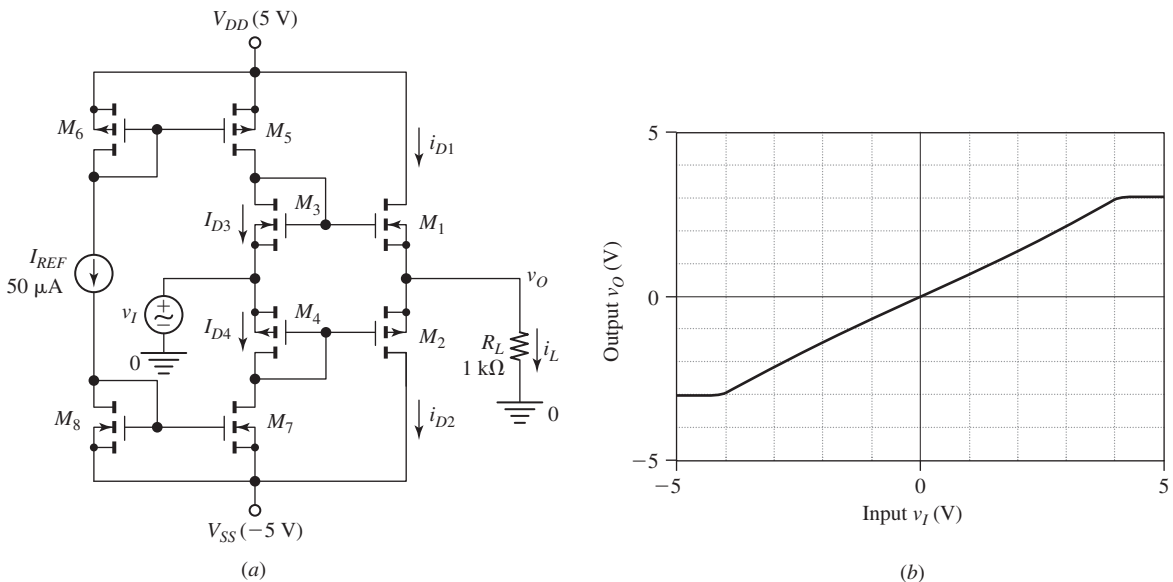 V_DD (5 V)
M_6
M_5
i_D1
M_3
M_1
I_D3
I_REF
50 μA
v_I
0
v_O
M_4
I_D4
M_2
R_L
1 kΩ
i_L
0
M_8
M_7
i_D2
V_SS (−5 V)
(a)
5
0
−5
Output v_O (V)
−5
0
5
Input v_I (V)
(b)